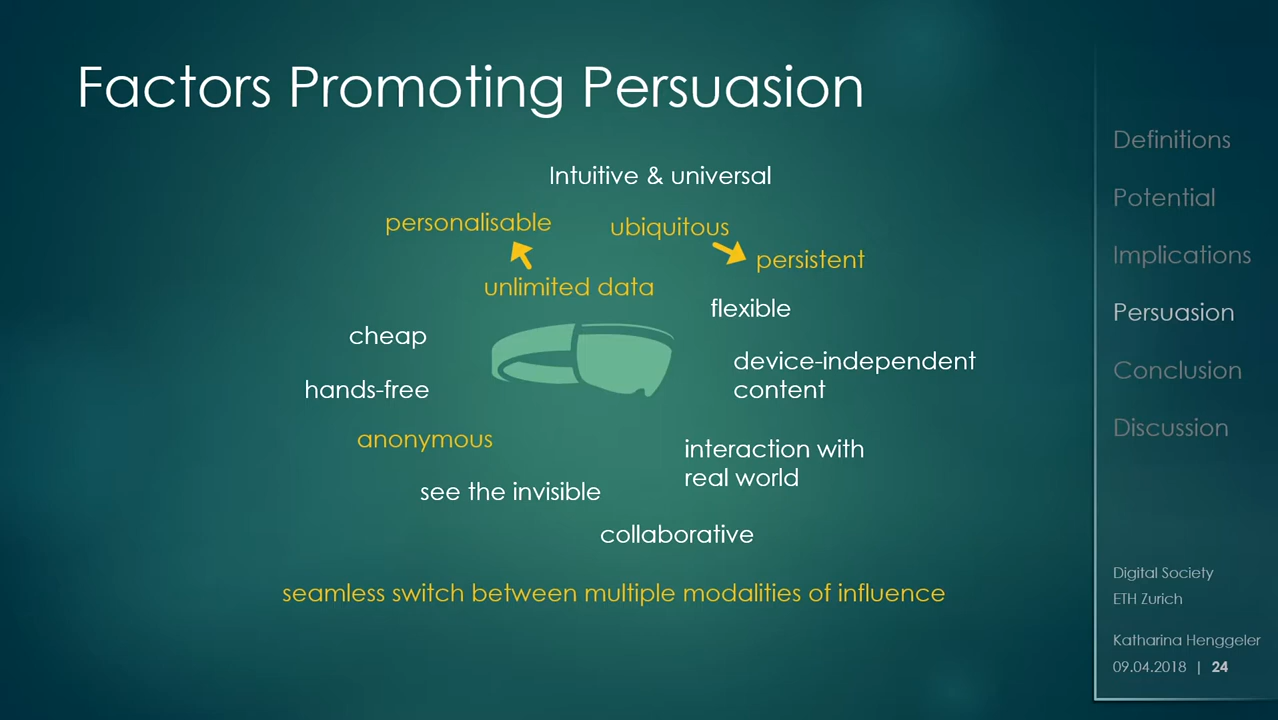 Factors Promoting Persuasion
Intuitive & universal
personalisable
ubiquitous
persistent
unlimited data
flexible
cheap
device-independent
content
hands-free
anonymous
interaction with
real world
see the invisible
collaborative
seamless switch between multiple modalities of influence
Definitions
Potential
Implications
Persuasion
Conclusion
Discussion
Digital Society
ETH Zurich
Katharina Henggeler
09.04.2018 | 24